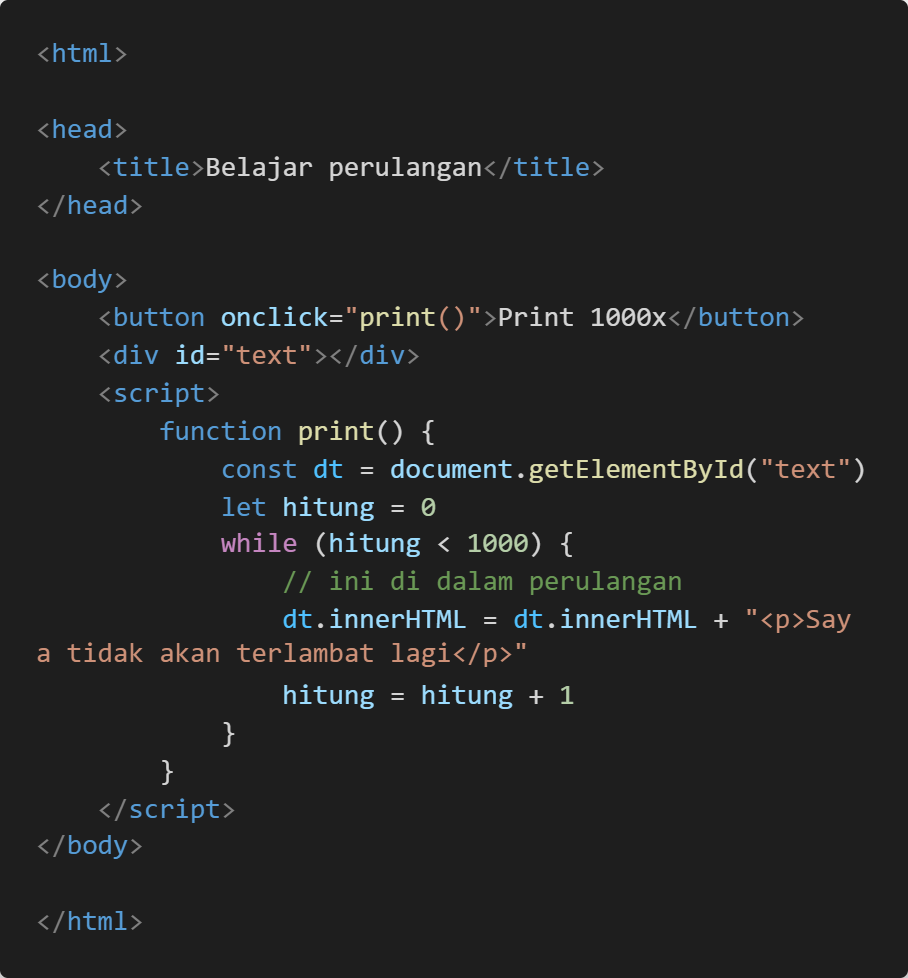 <html>
<head>
<title>Belajar perulangan</title>
</head>
<body>
<button onclick="print()">Print 1000x</button>
<div id="text"></div>
<script>
function print() {
const dt = document.getElementById("text")
let hitung = 0
while (hitung < 1000) {
// ini di dalam perulangan
dt.innerHTML = dt.innerHTML + "<p>Say
a tidak akan terlambat lagi</p>"
hitung = hitung + 1
}
}
</script>
</body>
</html>